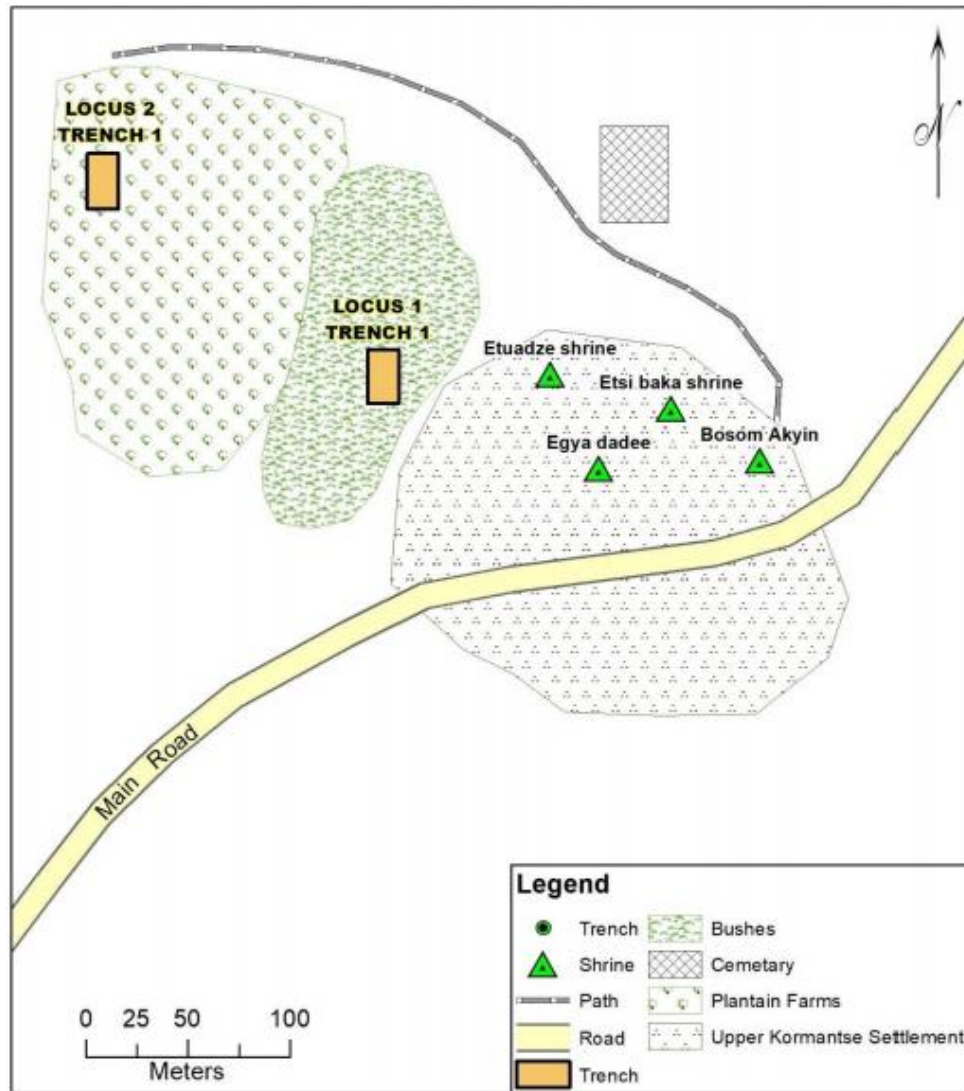 N
LOCUS 2
TRENCH 1
LOCUS 1
TRENCH 1
Etuadze shrine
Etsi baka shrine
Egya dadee
Bosom Akyin
Main Road
Legend
Trench
Bushes
Shrine
Cemetary
Path
Plantain Farms
Road
Upper Kormantse Settlement
Trench
0 25 50 100
Meters